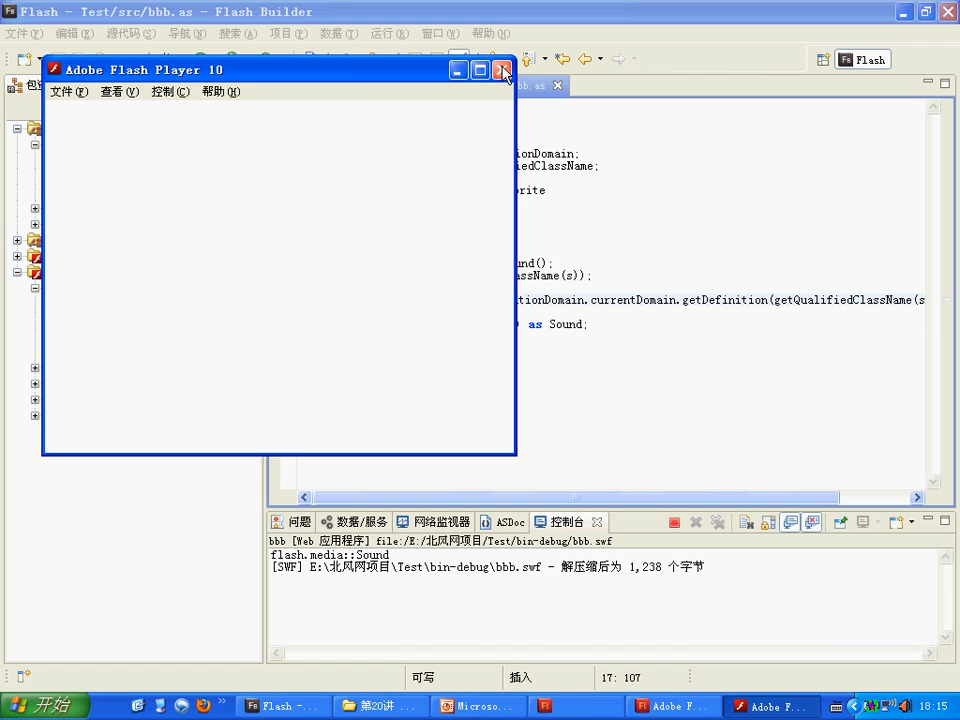 Flash - Test/src/bbb.as - Flash Builder
文件(F) 编辑(E) 源代码(S) 导航(N) 搜索(A) 项目(P) 数据(T) 运行(R) 窗口(W) 帮助(H)
Flash
Adobe Flash Player 10
文件(F) 查看(V) 控制(C) 帮助(H)
bb.as
ionDomain;
iedClassName;
rite
und();
ssName(s));
tionDomain.currentDomain.getDefinition(getQualifiedClassName(s
) as Sound;
问题 数据/服务 网络监视器 ASDoc 控制台
bbb [Web 应用程序] file:/E:/北风网项目/Test/bin-debug/bbb.swf
flash.media::Sound
[SWF] E:\北风网项目\Test\bin-debug\bbb.swf - 解压缩后为 1,238 个字节
可写 插入 17: 107
开始 Flash -... 第20讲 ... Microso... Adobe F... Adobe F... 18:15